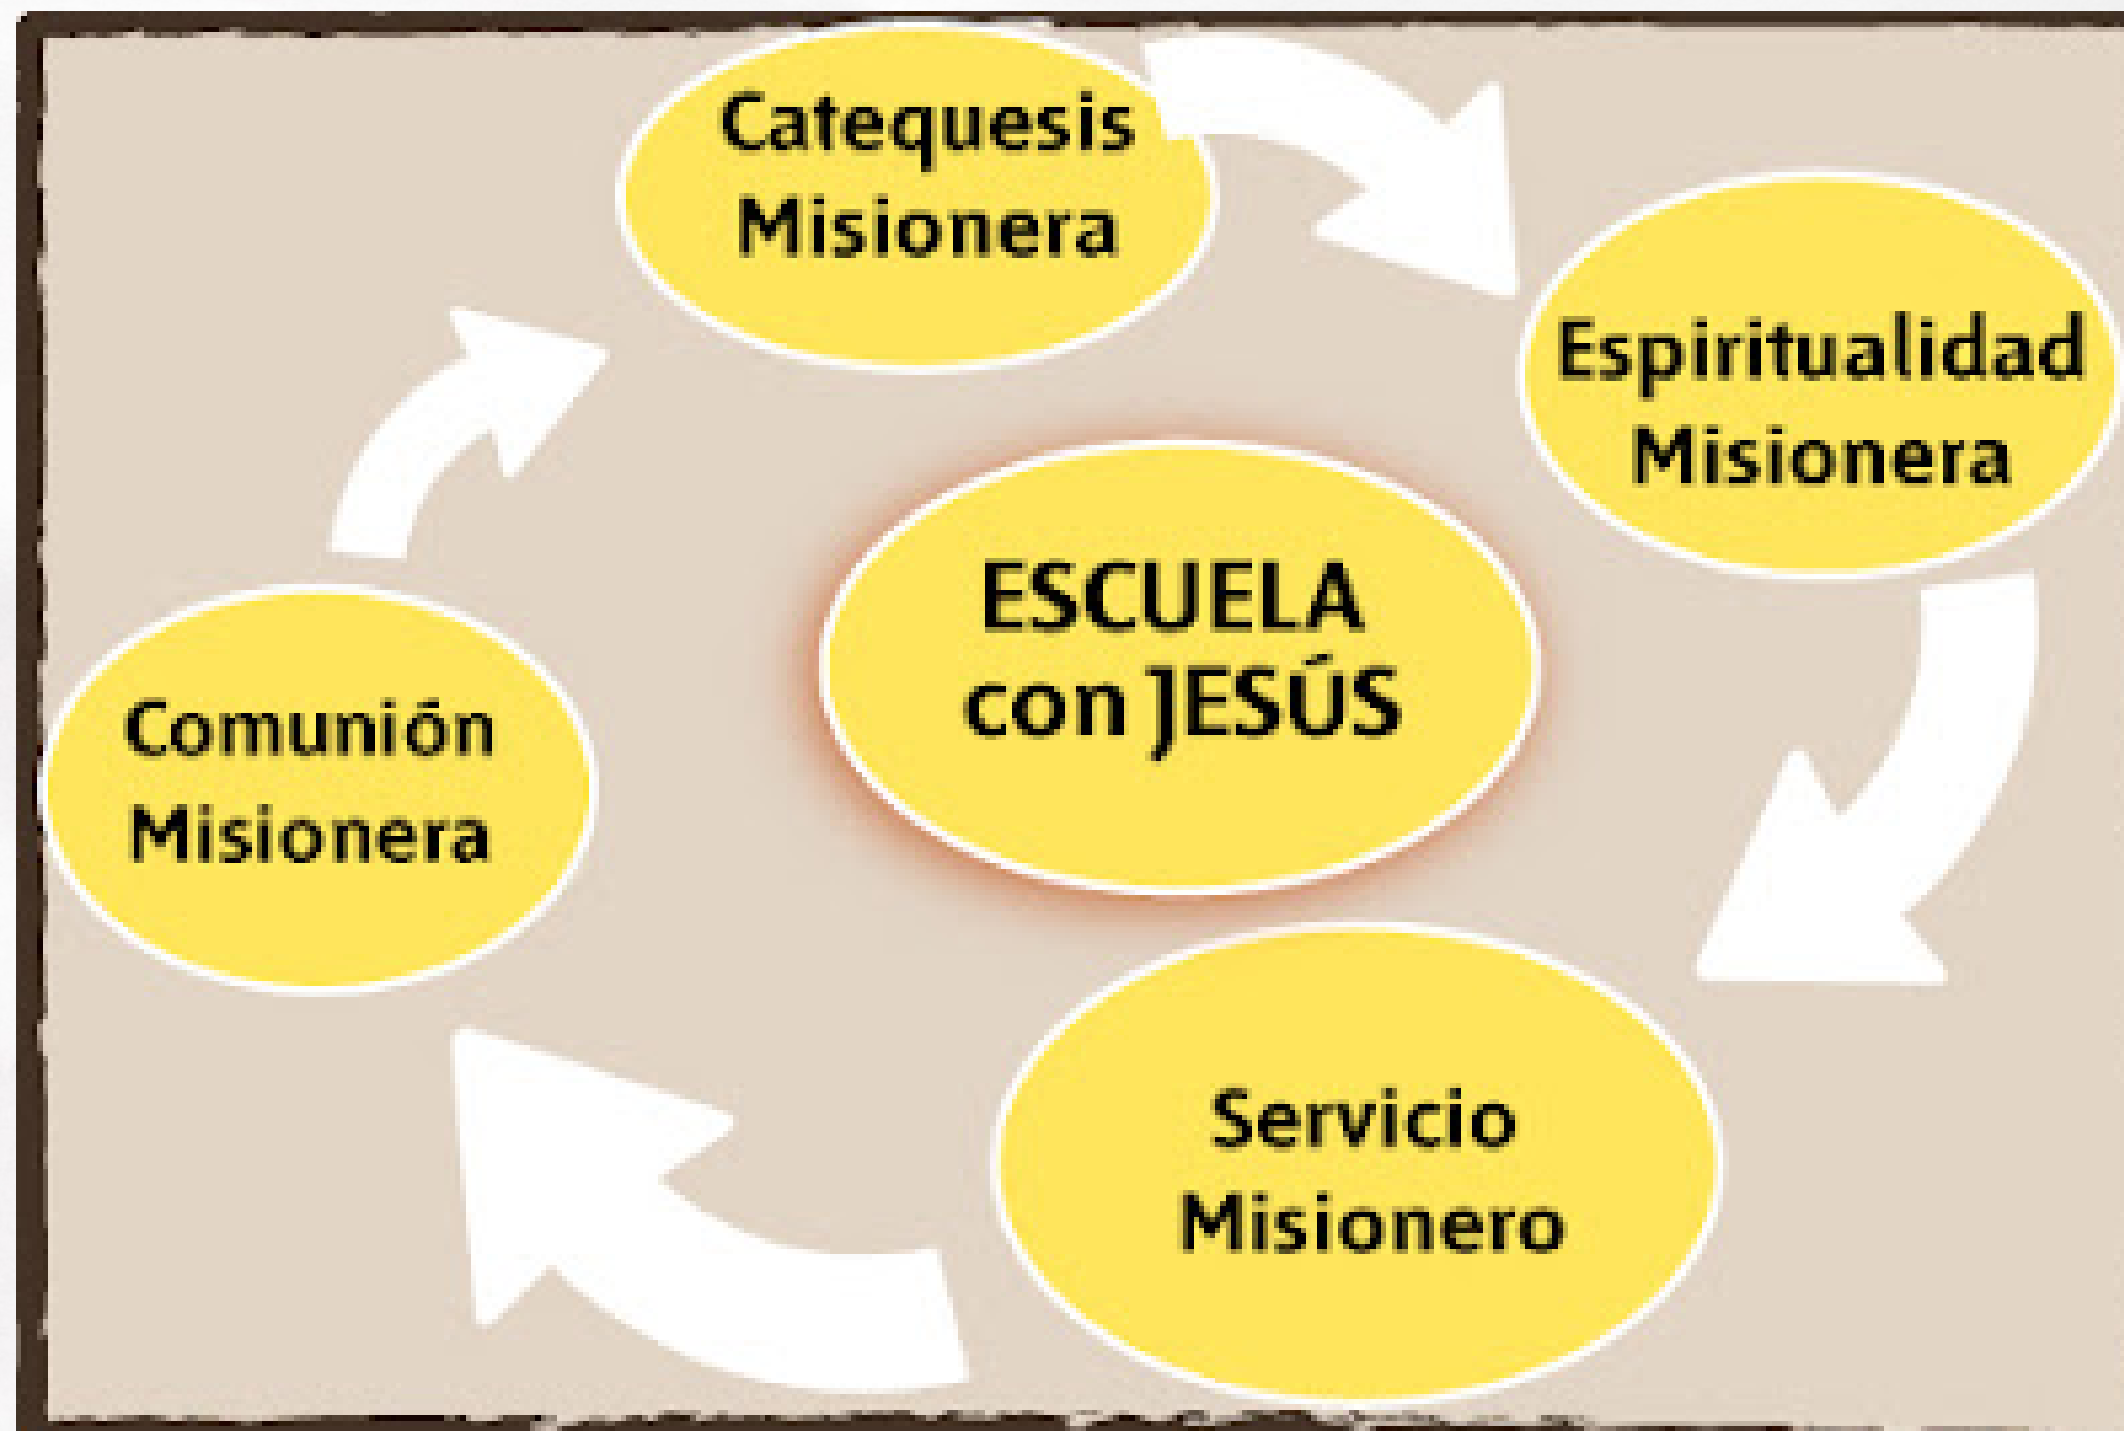 Catequesis
Misionera
Espiritualidad
Misionera
ESCUELA
con JESÚS
Comunión
Misionera
Servicio
Misionero